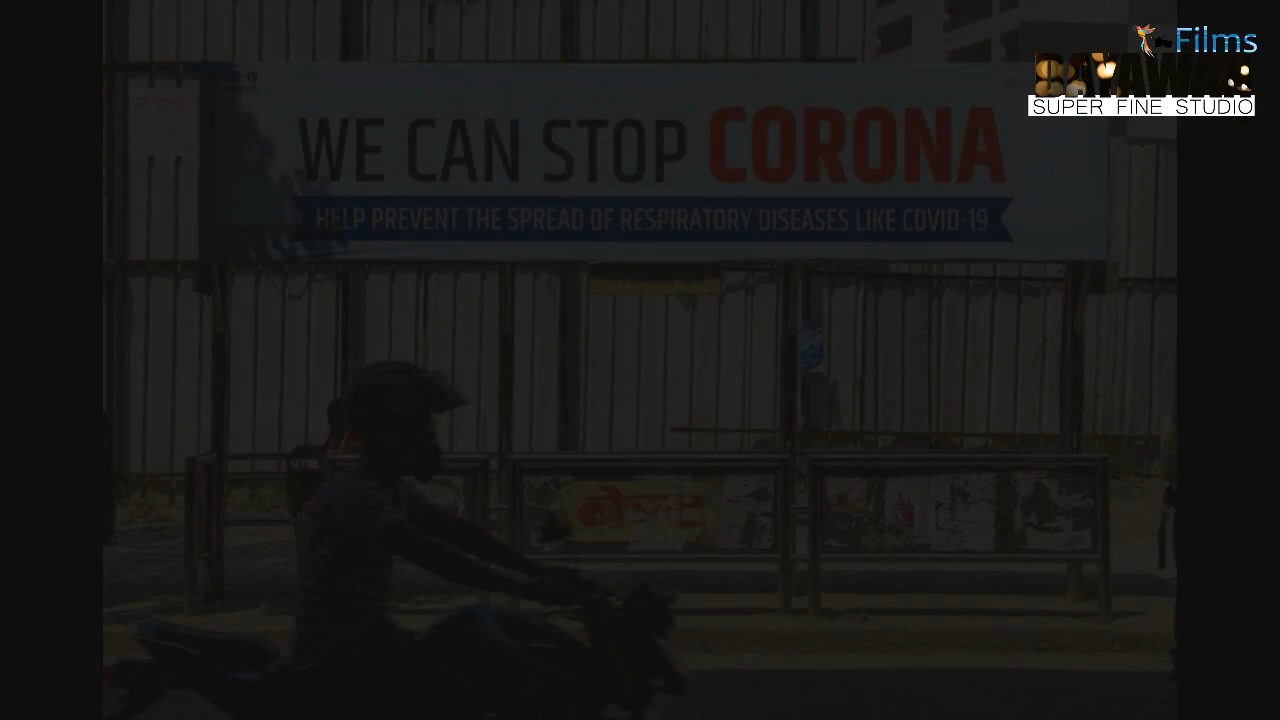 Films
SUPER FINE STUDIO
WE CAN STOP CORONA
HELP PREVENT THE SPREAD OF RESPIRATORY DISEASES LIKE COVID-19